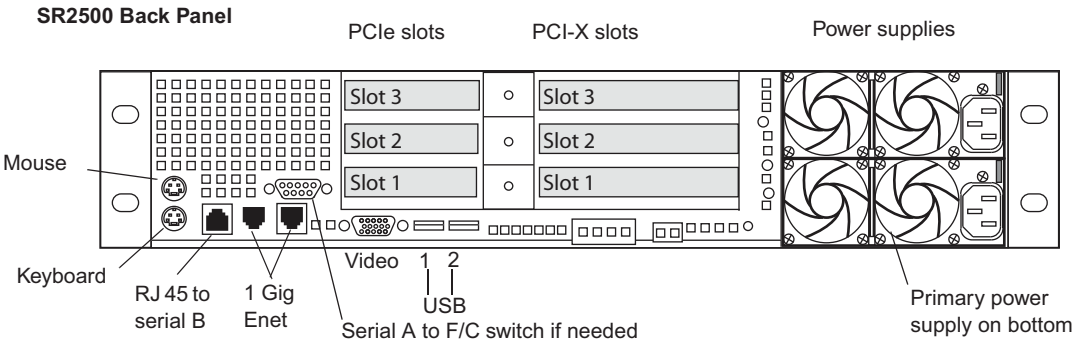 SR2500 Back Panel
PCIe slots
PCI-X slots
Power supplies
Slot 3
Slot 3
Slot 2
Slot 2
Slot 1
Slot 1
Mouse
Keyboard
RJ 45 to
serial B
1 Gig
Enet
Video
1 2
USB
Serial A to F/C switch if needed
Primary power
supply on bottom